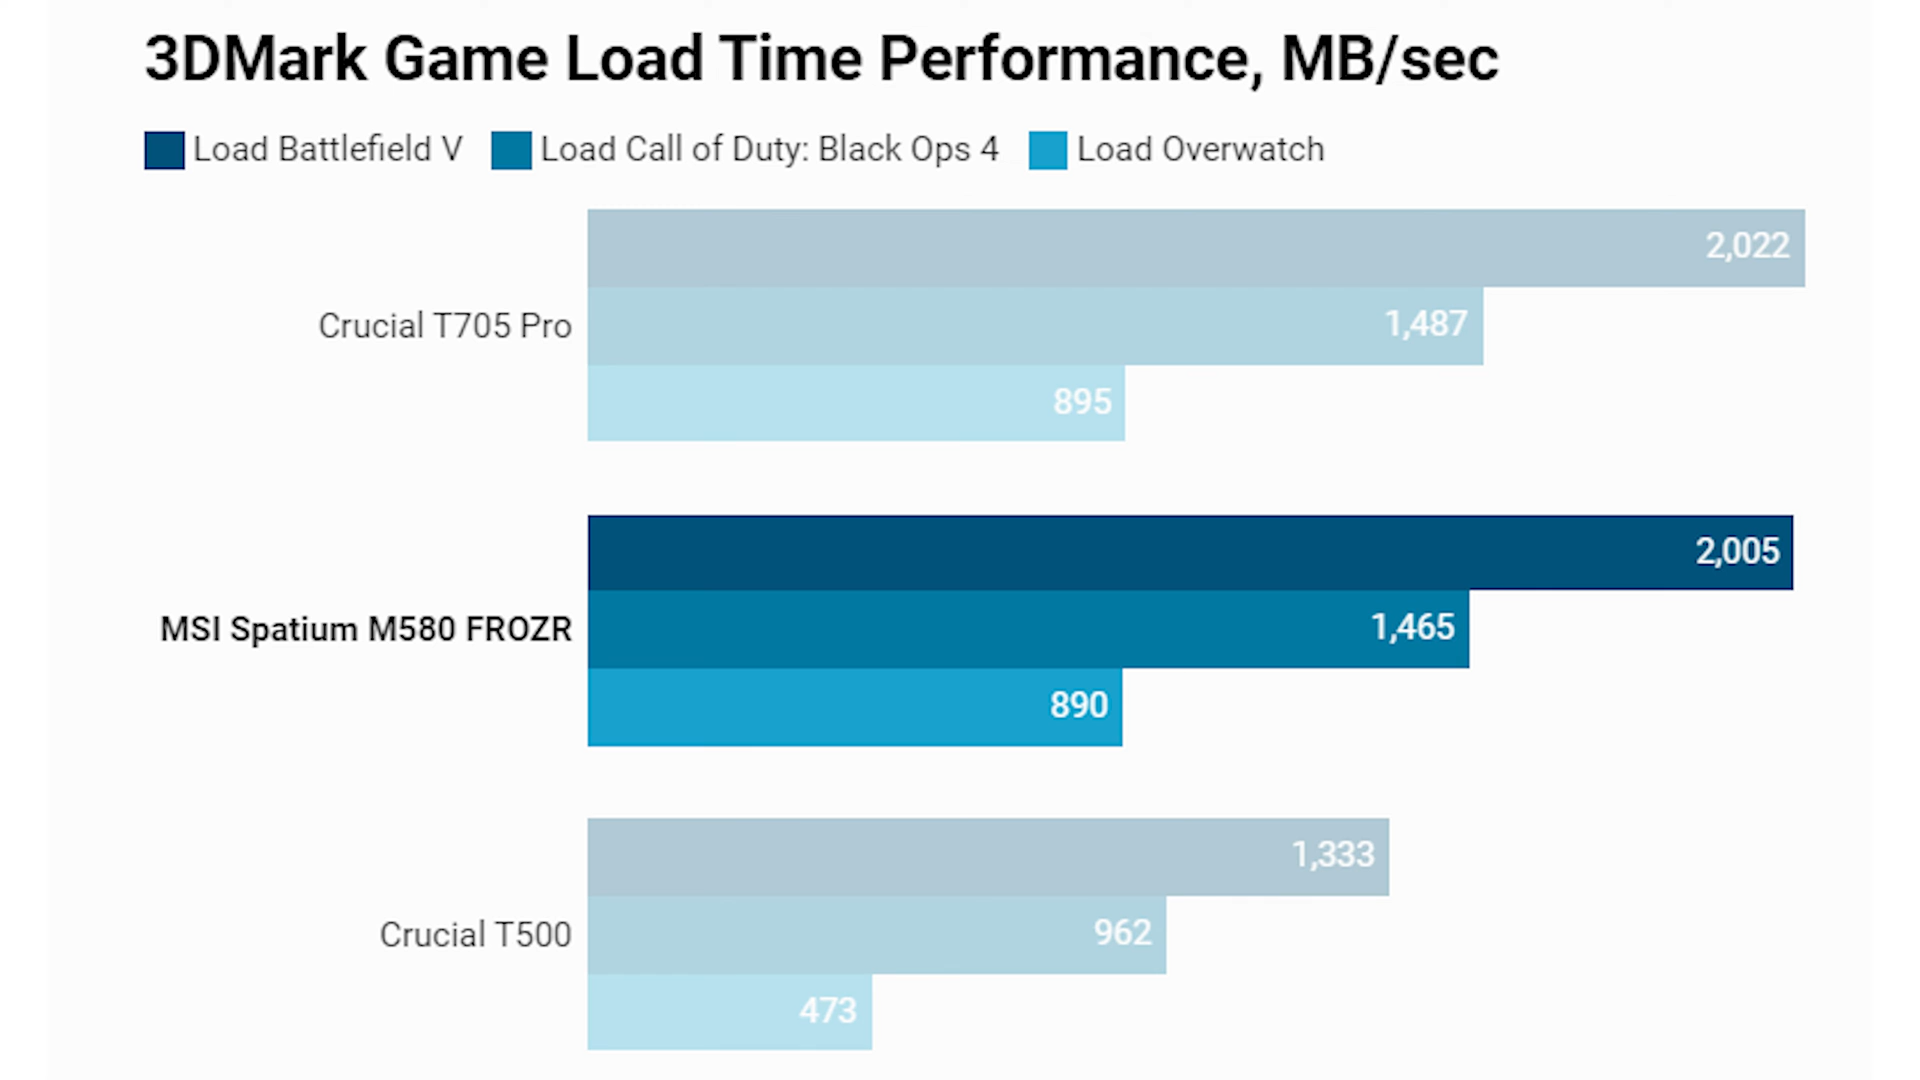 3DMark Game Load Time Performance, MB/sec
Load Battlefield V Load Call of Duty: Black Ops 4 Load Overwatch
2,022
Crucial T705 Pro 1,487
895
2,005
MSI Spatium M580 FROZR 1,465
890
1,333
Crucial T500 962
473